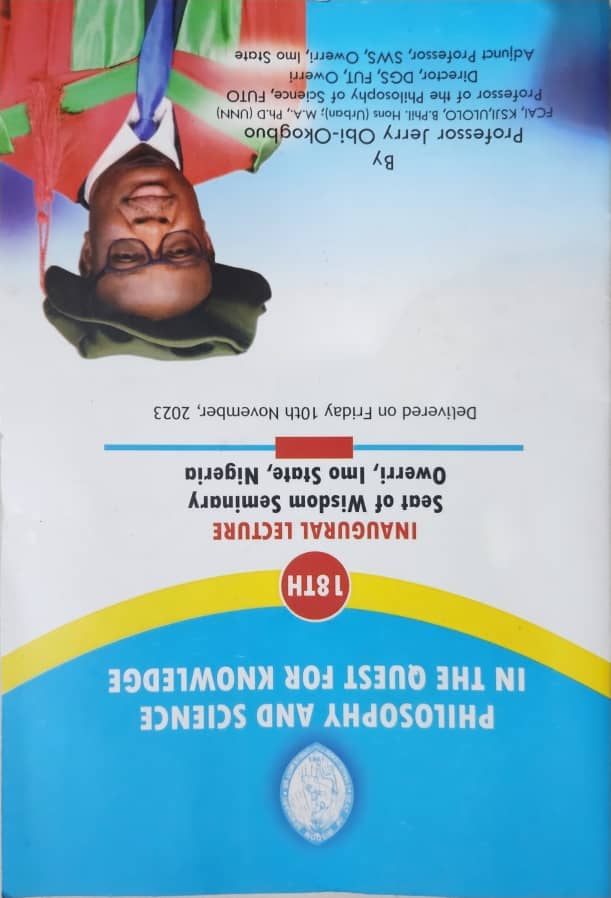 PHILOSOPHY AND SCIENCE
IN THE QUEST FOR KNOWLEDGE
18TH
INAUGURAL LECTURE
Seat of Wisdom Seminary
Owerri, Imo State, Nigeria
Delivered on Friday 10th November, 2023
By
Professor Jerry Obi-Okogbuo
FCAI, KSJI,ULOLO, B.Phil. Hons (Urban); M.A., Ph.D (UNN)
Professor of the Philosophy of Science, FUTO
Director, DGS, FUT, Owerri
Adjunct Professor, SWS, Owerri, Imo State